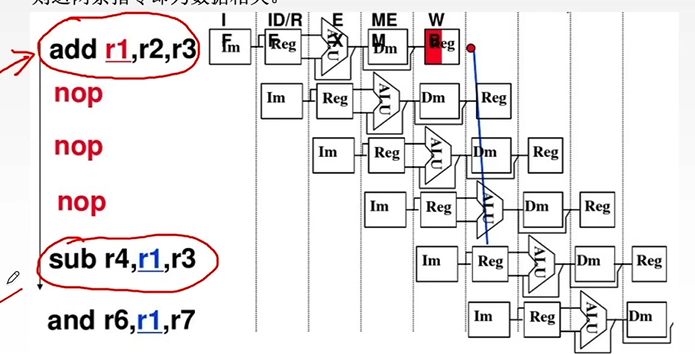 则这两条指令即为数据相关。
I ID/R E ME W
F F X M B
add r1,r2,r3 Im Reg ALU Dm Reg
nop Im Reg ALU Dm Reg
nop Im Reg ALU Dm Reg
nop Im Reg ALU Dm Reg
sub r4,r1,r3 Im Reg ALU Dm Reg
and r6,r1,r7 Im Reg ALU Dm